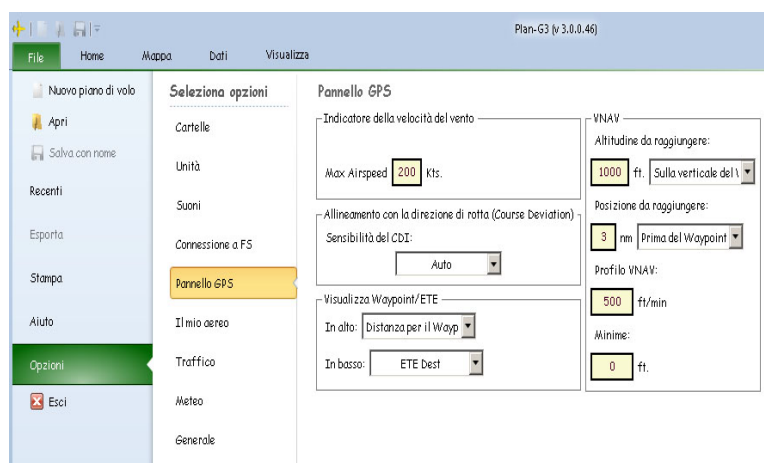 Plan-G3 (v 3.0.0.46)
File Home Mappa Dati Visualizza
Nuovo piano di volo
Apri
Salva con nome
Recenti
Esporta
Stampa
Aiuto
Opzioni
Esci
Seleziona opzioni
Cartelle
Unità
Suoni
Connessione a FS
Pannello GPS
Il mio aereo
Traffico
Meteo
Generale
Pannello GPS
Indicatore della velocità del vento
Max Airspeed 200 Kts.
Allineamento con la direzione di rotta (Course Deviation)
Sensibilità del CDI:
Auto
Visualizza Waypoint/ETE
In alto: Distanza per il Wayp
In basso: ETE Dest
VNAV
Altitudine da raggiungere:
1000 ft. Sulla verticale del
Posizione da raggiungere:
3 nm Prima del Waypoint
Profilo VNAV:
500 ft/min
Minime:
0 ft.